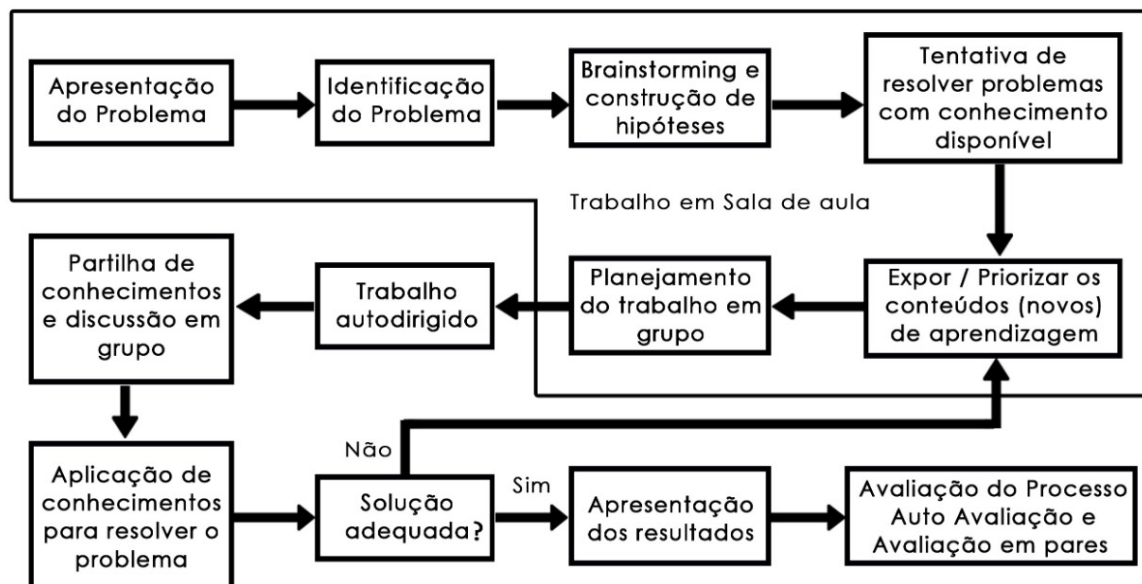 Apresentação
do Problema
Identificação
do Problema
Brainstorming e
construção de
hipóteses
Tentativa de
resolver problemas
com conhecimento
disponível
Trabalho em Sala de aula
Expor / Priorizar os
conteúdos (novos)
de aprendizagem
Planejamento
do trabalho em
grupo
Trabalho
autodirigido
Partilha de
conhecimentos
e discussão em
grupo
Aplicação de
conhecimentos
para resolver o
problema
Solução
adequada?
Não
Sim
Apresentação
dos resultados
Avaliação do Processo
Auto Avaliação e
Avaliação em pares